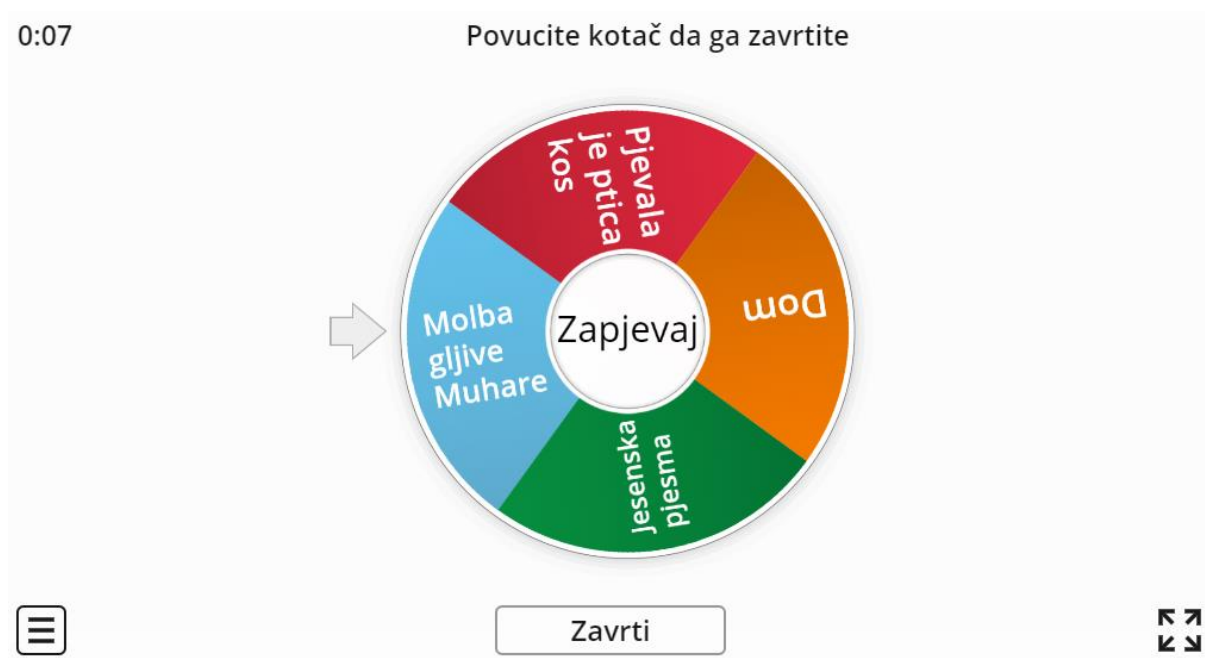 0:07
Povucite kotač da ga zavrtite
Pjevala
je ptica
kos
Dom
Molba
gljive
Muhare
Zapjevaj
Jesenska
pjesma
Zavrti